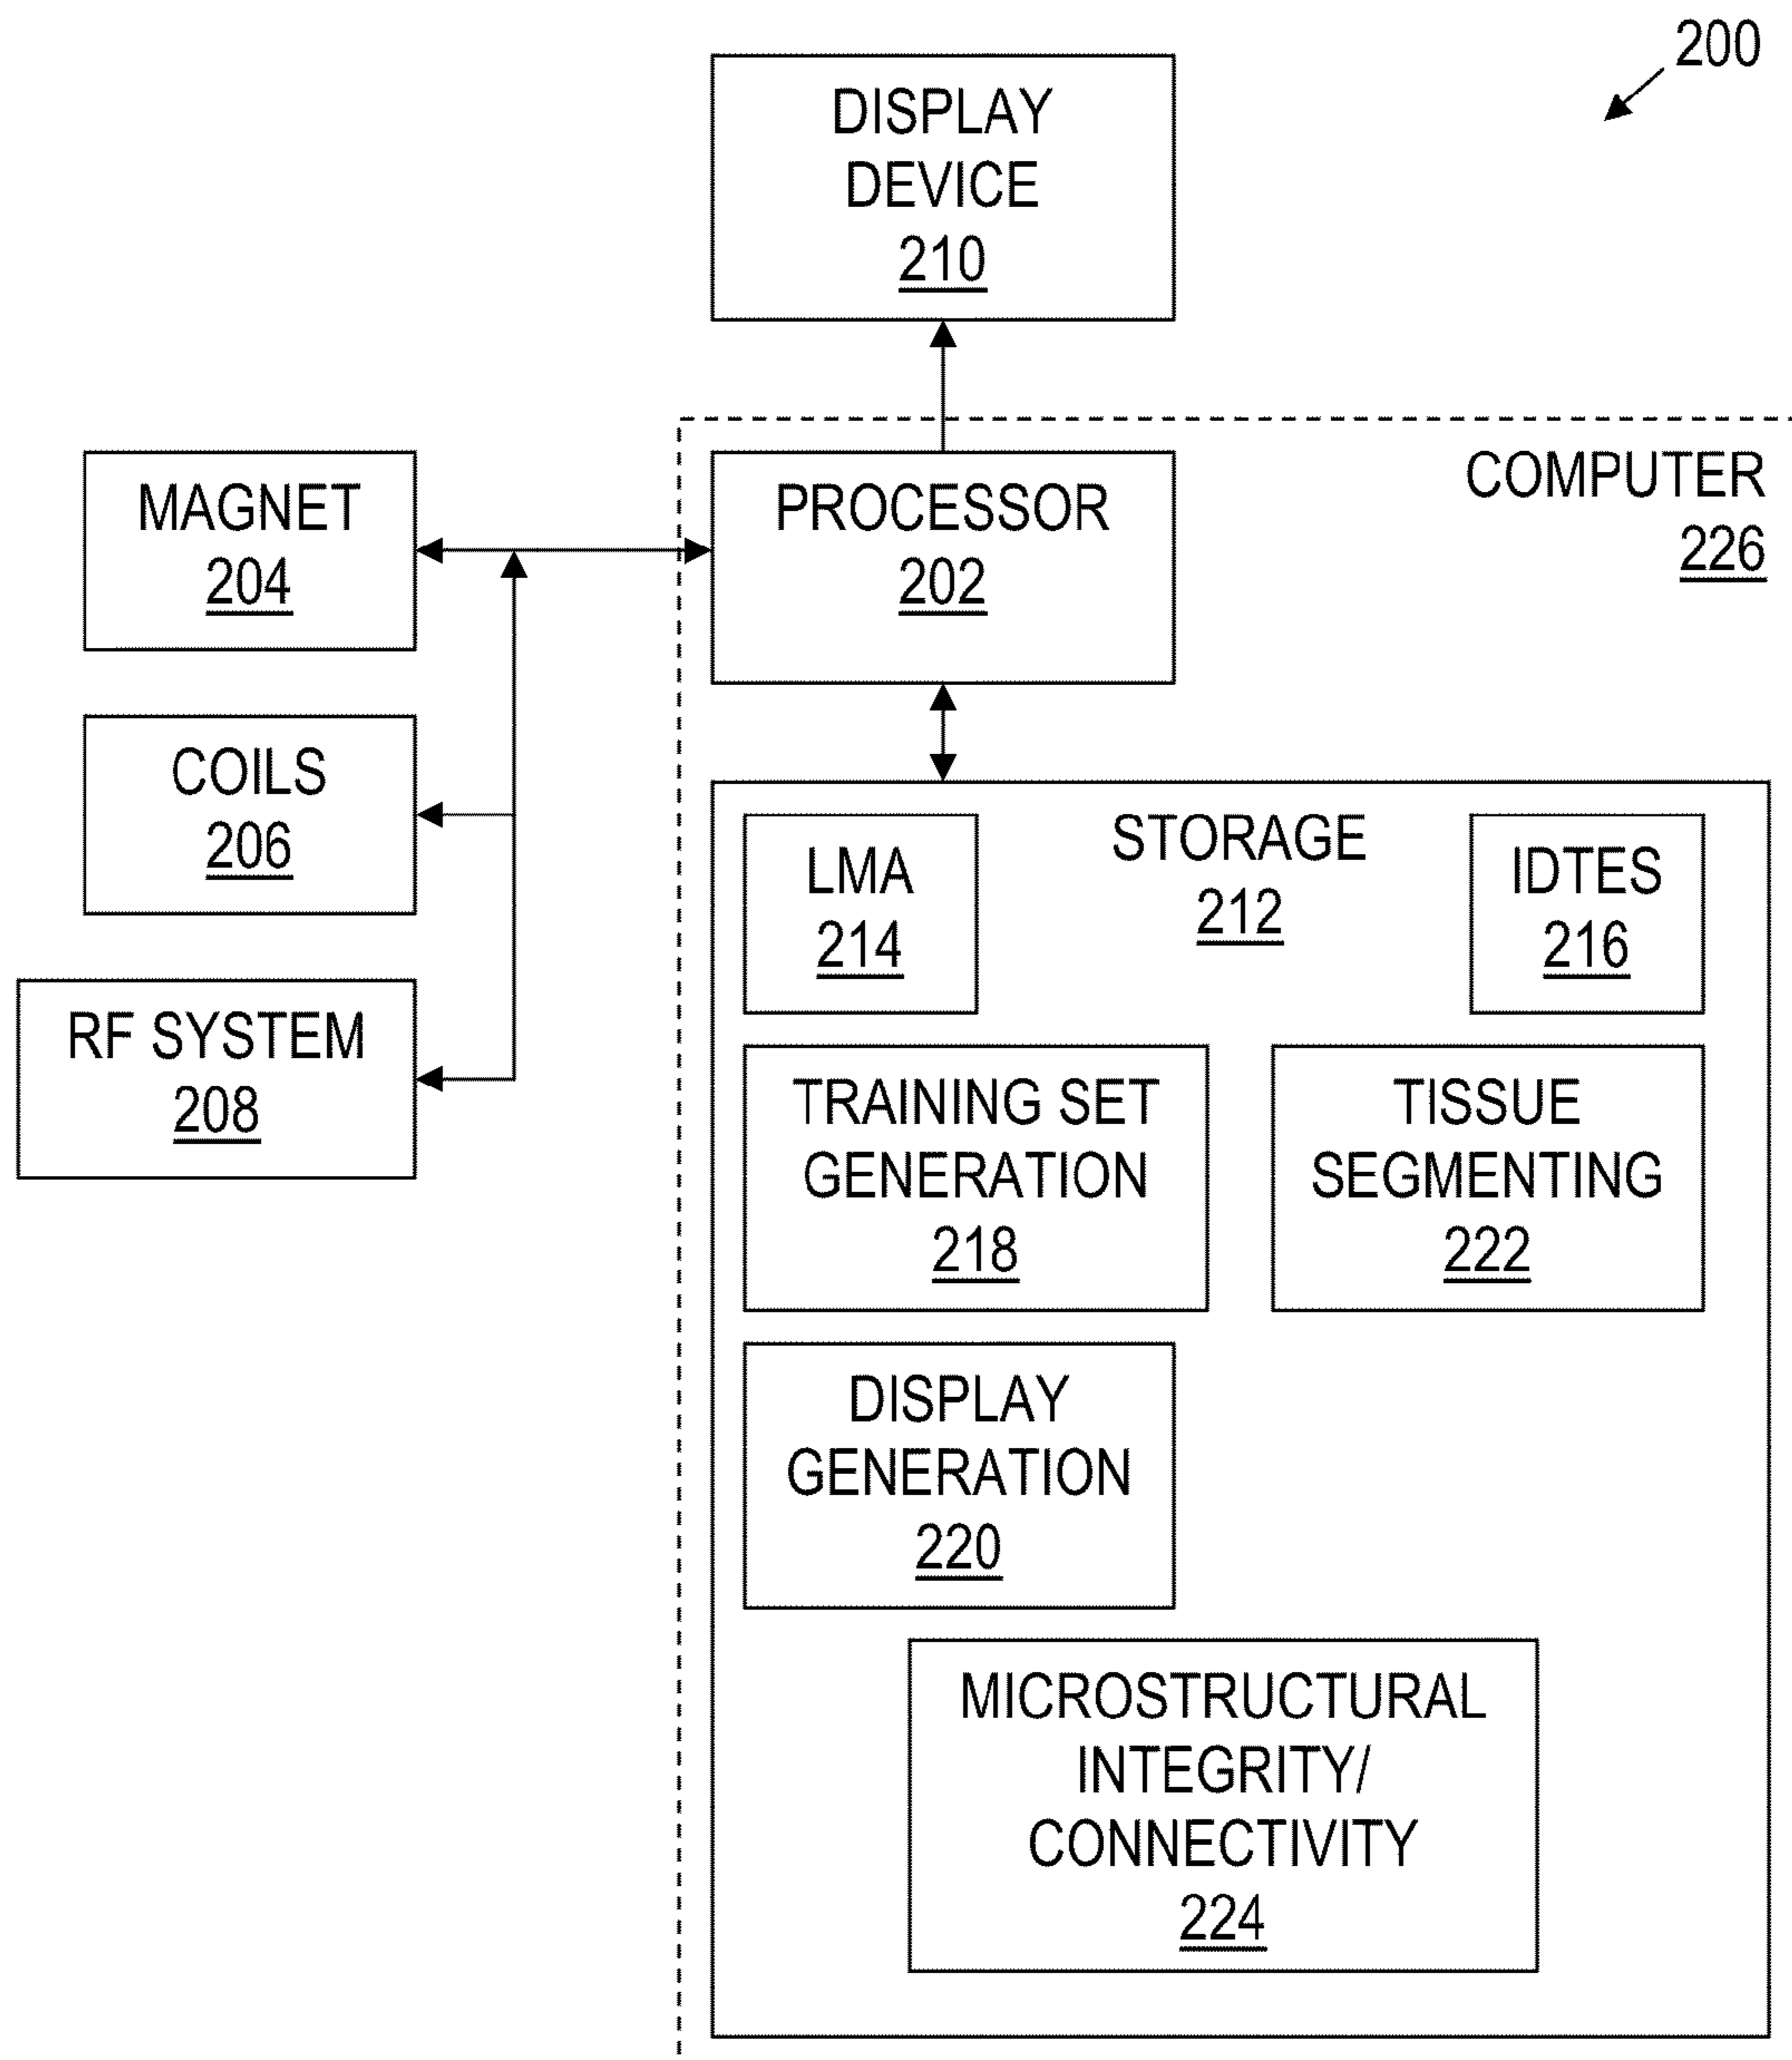 200
DISPLAY
DEVICE
210
MAGNET
204
PROCESSOR
202
COMPUTER
226
COILS
206
RF SYSTEM
208
STORAGE
212
LMA
214
IDTES
216
TRAINING SET
GENERATION
218
TISSUE
SEGMENTING
222
DISPLAY
GENERATION
220
MICROSTRUCTURAL
INTEGRITY/
CONNECTIVITY
224